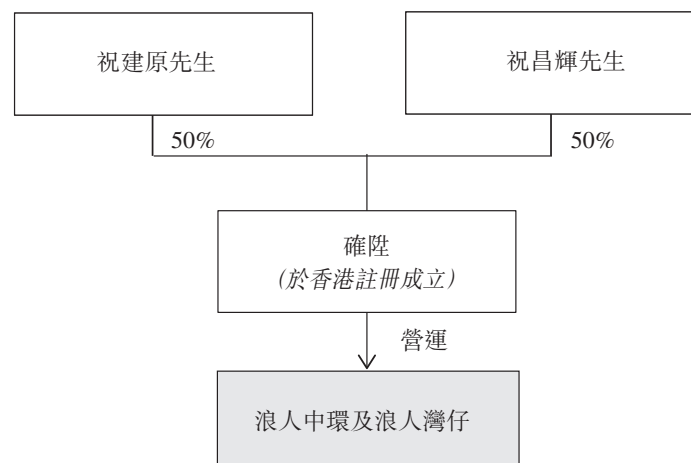 祝建原先生
祝昌輝先生
50%
50%
確陞
(於香港註冊成立)
營運
浪人中環及浪人灣仔